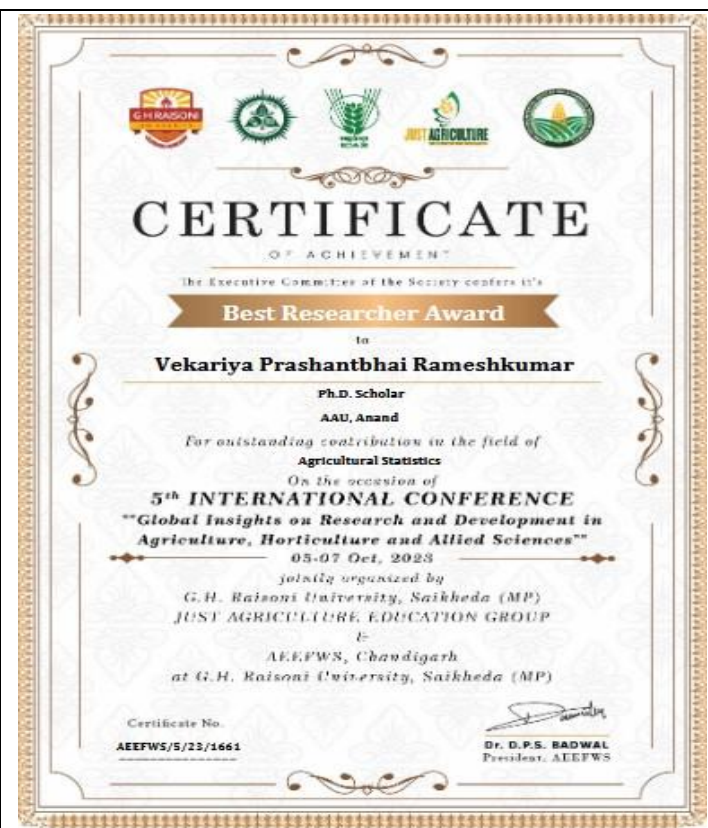 G H RAISONI
ICAR
JUST AGRICULTURE
CERTIFICATE
OF ACHIEVEMENT
The Executive Committee of the Society confers it's
Best Researcher Award
to
Vekariya Prashantbhai Rameshkumar
Ph.D. Scholar
AAU, Anand
For outstanding contribution in the field of
Agricultural Statistics
On the occasion of
5th INTERNATIONAL CONFERENCE
""Global Insights on Research and Development in
Agriculture, Horticulture and Allied Sciences""
05-07 Oct, 2023
jointly organized by
G.H. Raisoni University, Saikheda (MP)
JUST AGRICULTURE EDUCATION GROUP
&
AEEFWS, Chandigarh
at G.H. Raisoni University, Saikheda (MP)
Certificate No.
AEEFWS/5/23/1661
Dr. D.P.S. BADWAL
President, AEEFWS